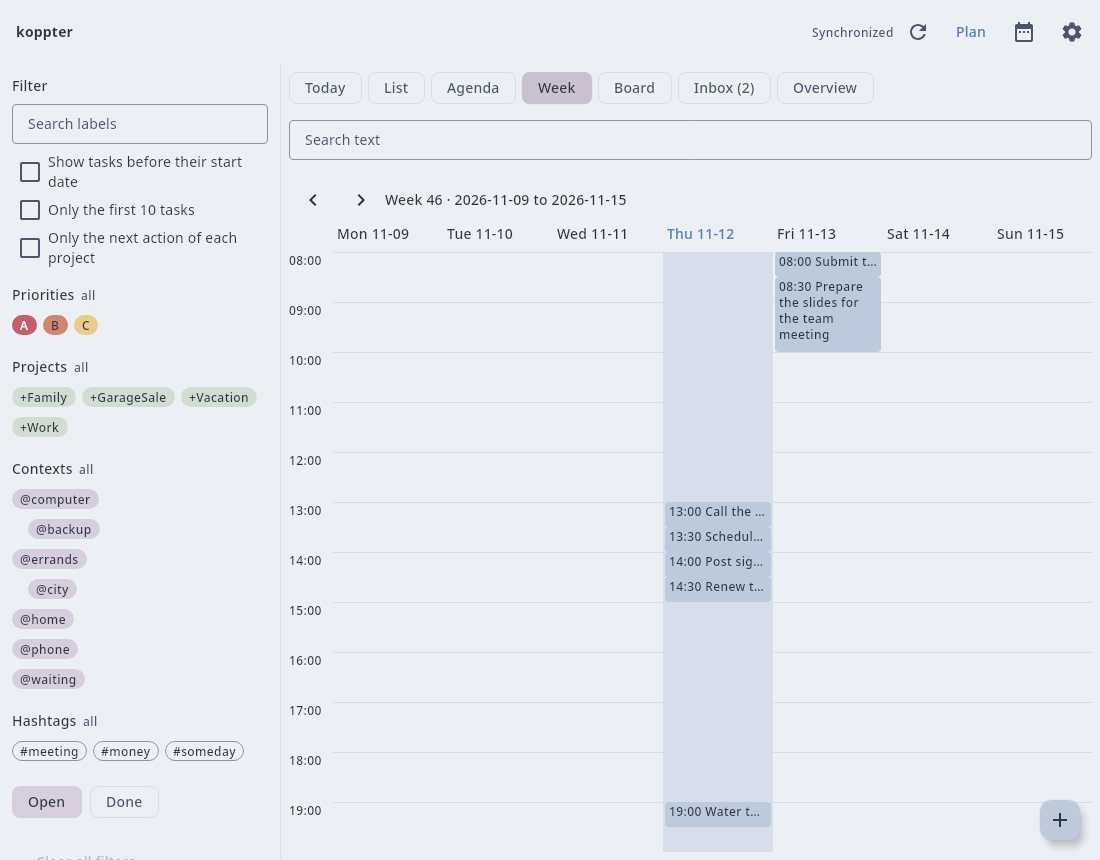 koppter
Synchronized
Plan
Filter
Search labels
Show tasks before their start
date
Only the first 10 tasks
Only the next action of each
project
Priorities all
A B C
Projects all
+Family +GarageSale +Vacation
+Work
Contexts all
@computer
@backup
@errands
@city
@home
@phone
@waiting
Hashtags all
#meeting #money #someday
Open Done
Clear all filters
Today List Agenda Week Board Inbox (2) Overview
Search text
Week 46 · 2026-11-09 to 2026-11-15
Mon 11-09 Tue 11-10 Wed 11-11 Thu 11-12 Fri 11-13 Sat 11-14 Sun 11-15
08:00
09:00
10:00
11:00
12:00
13:00
14:00
15:00
16:00
17:00
18:00
19:00
13:00 Call the ...
13:30 Schedul...
14:00 Post sig...
14:30 Renew t...
19:00 Water t...
08:00 Submit t...
08:30 Prepare
the slides for
the team
meeting